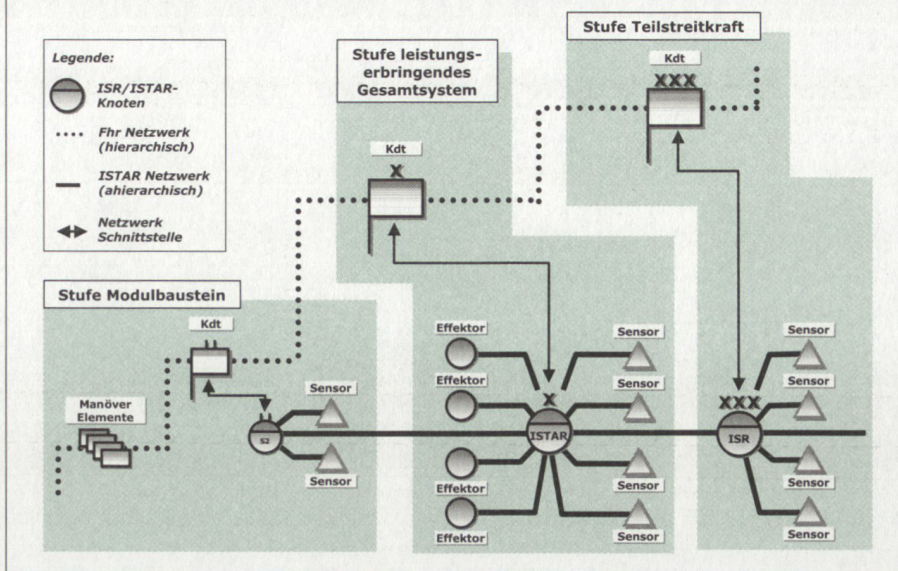 Stufe Teilstreitkraft
Kdt
XXX
Stufe leistungs-
erbringendes
Gesamtsystem
Kdt
X
Legende:
ISR/ISTAR-
Knoten
Fhr Netzwerk
(hierarchisch)
ISTAR Netzwerk
(ahierarchisch)
Netzwerk
Schnittstelle
Stufe Modulbaustein
Kdt
II
Manöver
Elemente
Sensor
II
S2
Sensor
Effektor
Effektor
Effektor
Effektor
X
ISTAR
Sensor
Sensor
Sensor
Sensor
XXX
ISR
Sensor
Sensor
Sensor
Sensor